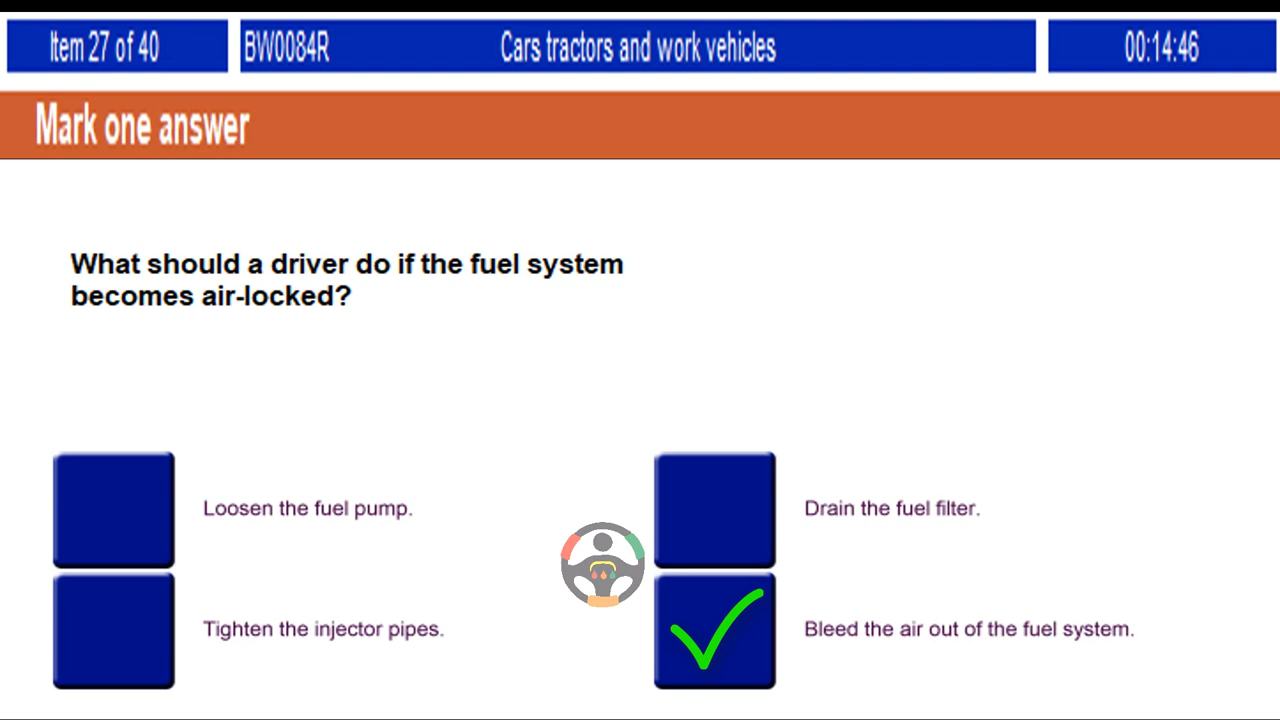 Item 27 of 40
BW0084R
Cars tractors and work vehicles
00:14:46
Mark one answer
What should a driver do if the fuel system
becomes air-locked?
Loosen the fuel pump.
Drain the fuel filter.
Tighten the injector pipes.
Bleed the air out of the fuel system.